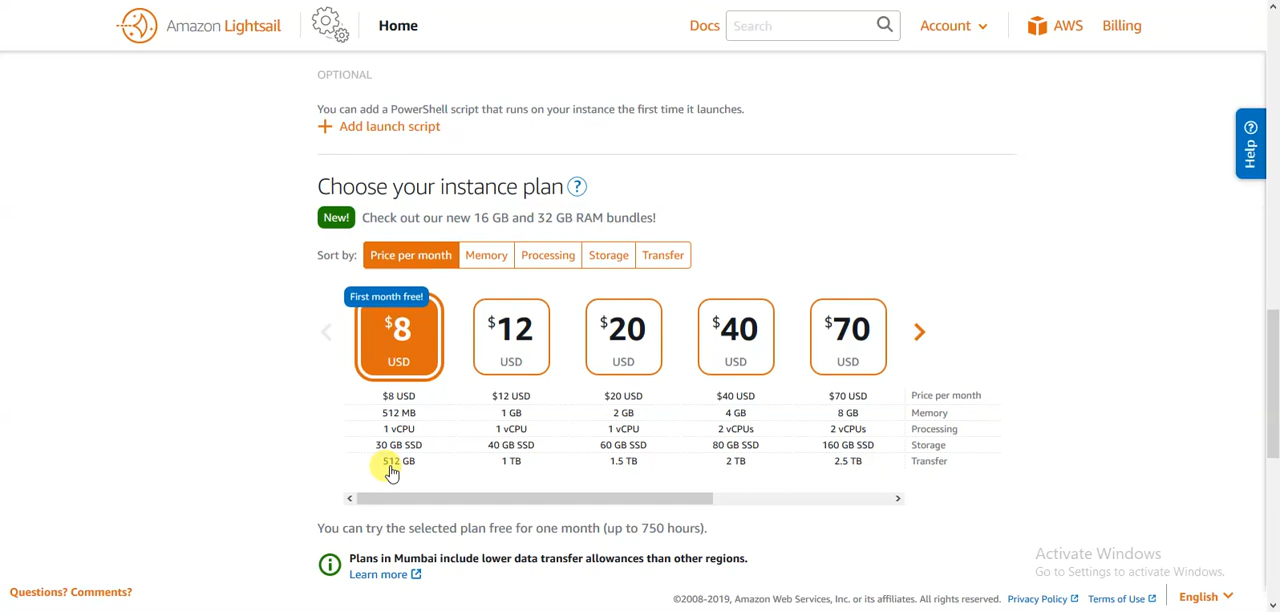 Amazon Lightsail
Home
Docs
Search
Account
AWS
Billing
OPTIONAL
You can add a PowerShell script that runs on your instance the first time it launches.
+ Add launch script
Help ?
Choose your instance plan ?
New! Check out our new 16 GB and 32 GB RAM bundles!
Sort by: Price per month Memory Processing Storage Transfer
First month free!
$8 $12 $20 $40 $70
USD USD USD USD USD
$8 USD $12 USD $20 USD $40 USD $70 USD Price per month
512 MB 1 GB 2 GB 4 GB 8 GB Memory
1 vCPU 1 vCPU 1 vCPU 2 vCPUs 2 vCPUs Processing
30 GB SSD 40 GB SSD 60 GB SSD 80 GB SSD 160 GB SSD Storage
512 GB 1 TB 1.5 TB 2 TB 2.5 TB Transfer
You can try the selected plan free for one month (up to 750 hours).
Plans in Mumbai include lower data transfer allowances than other regions.
Learn more
Activate Windows
Go to Settings to activate Windows.
Questions? Comments?
©2008-2019, Amazon Web Services, Inc. or its affiliates. All rights reserved. Privacy Policy Terms of Use English